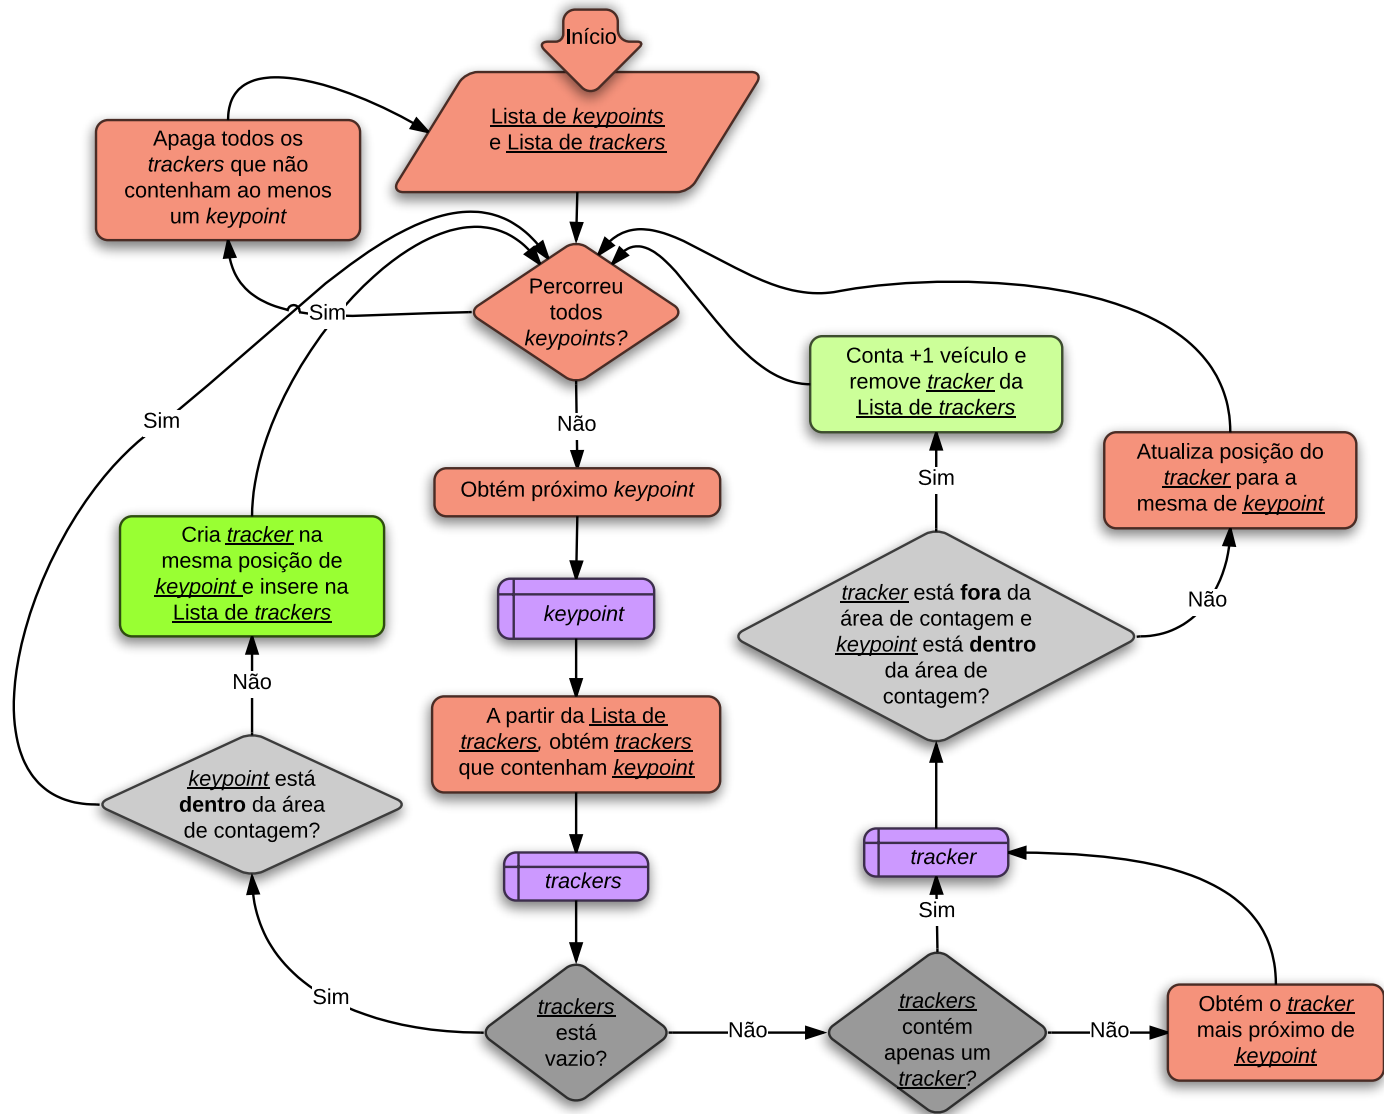 Início
Lista de keypoints
e Lista de trackers
Apaga todos os
trackers que não
contenham ao menos
um keypoint
Percorreu
todos
keypoints?
Sim
Sim
Não
Conta +1 veículo e
remove tracker da
Lista de trackers
Atualiza posição do
tracker para a
mesma de keypoint
Obtém próximo keypoint
Sim
Cria tracker na
mesma posição de
keypoint e insere na
Lista de trackers
keypoint
tracker está fora da
área de contagem e
keypoint está dentro
da área de
contagem?
Não
Não
A partir da Lista de
trackers, obtém trackers
que contenham keypoint
keypoint está
dentro da área
de contagem?
trackers
tracker
Sim
Sim
trackers
está
vazio?
Não
trackers
contém
apenas um
tracker?
Não
Obtém o tracker
mais próximo de
keypoint